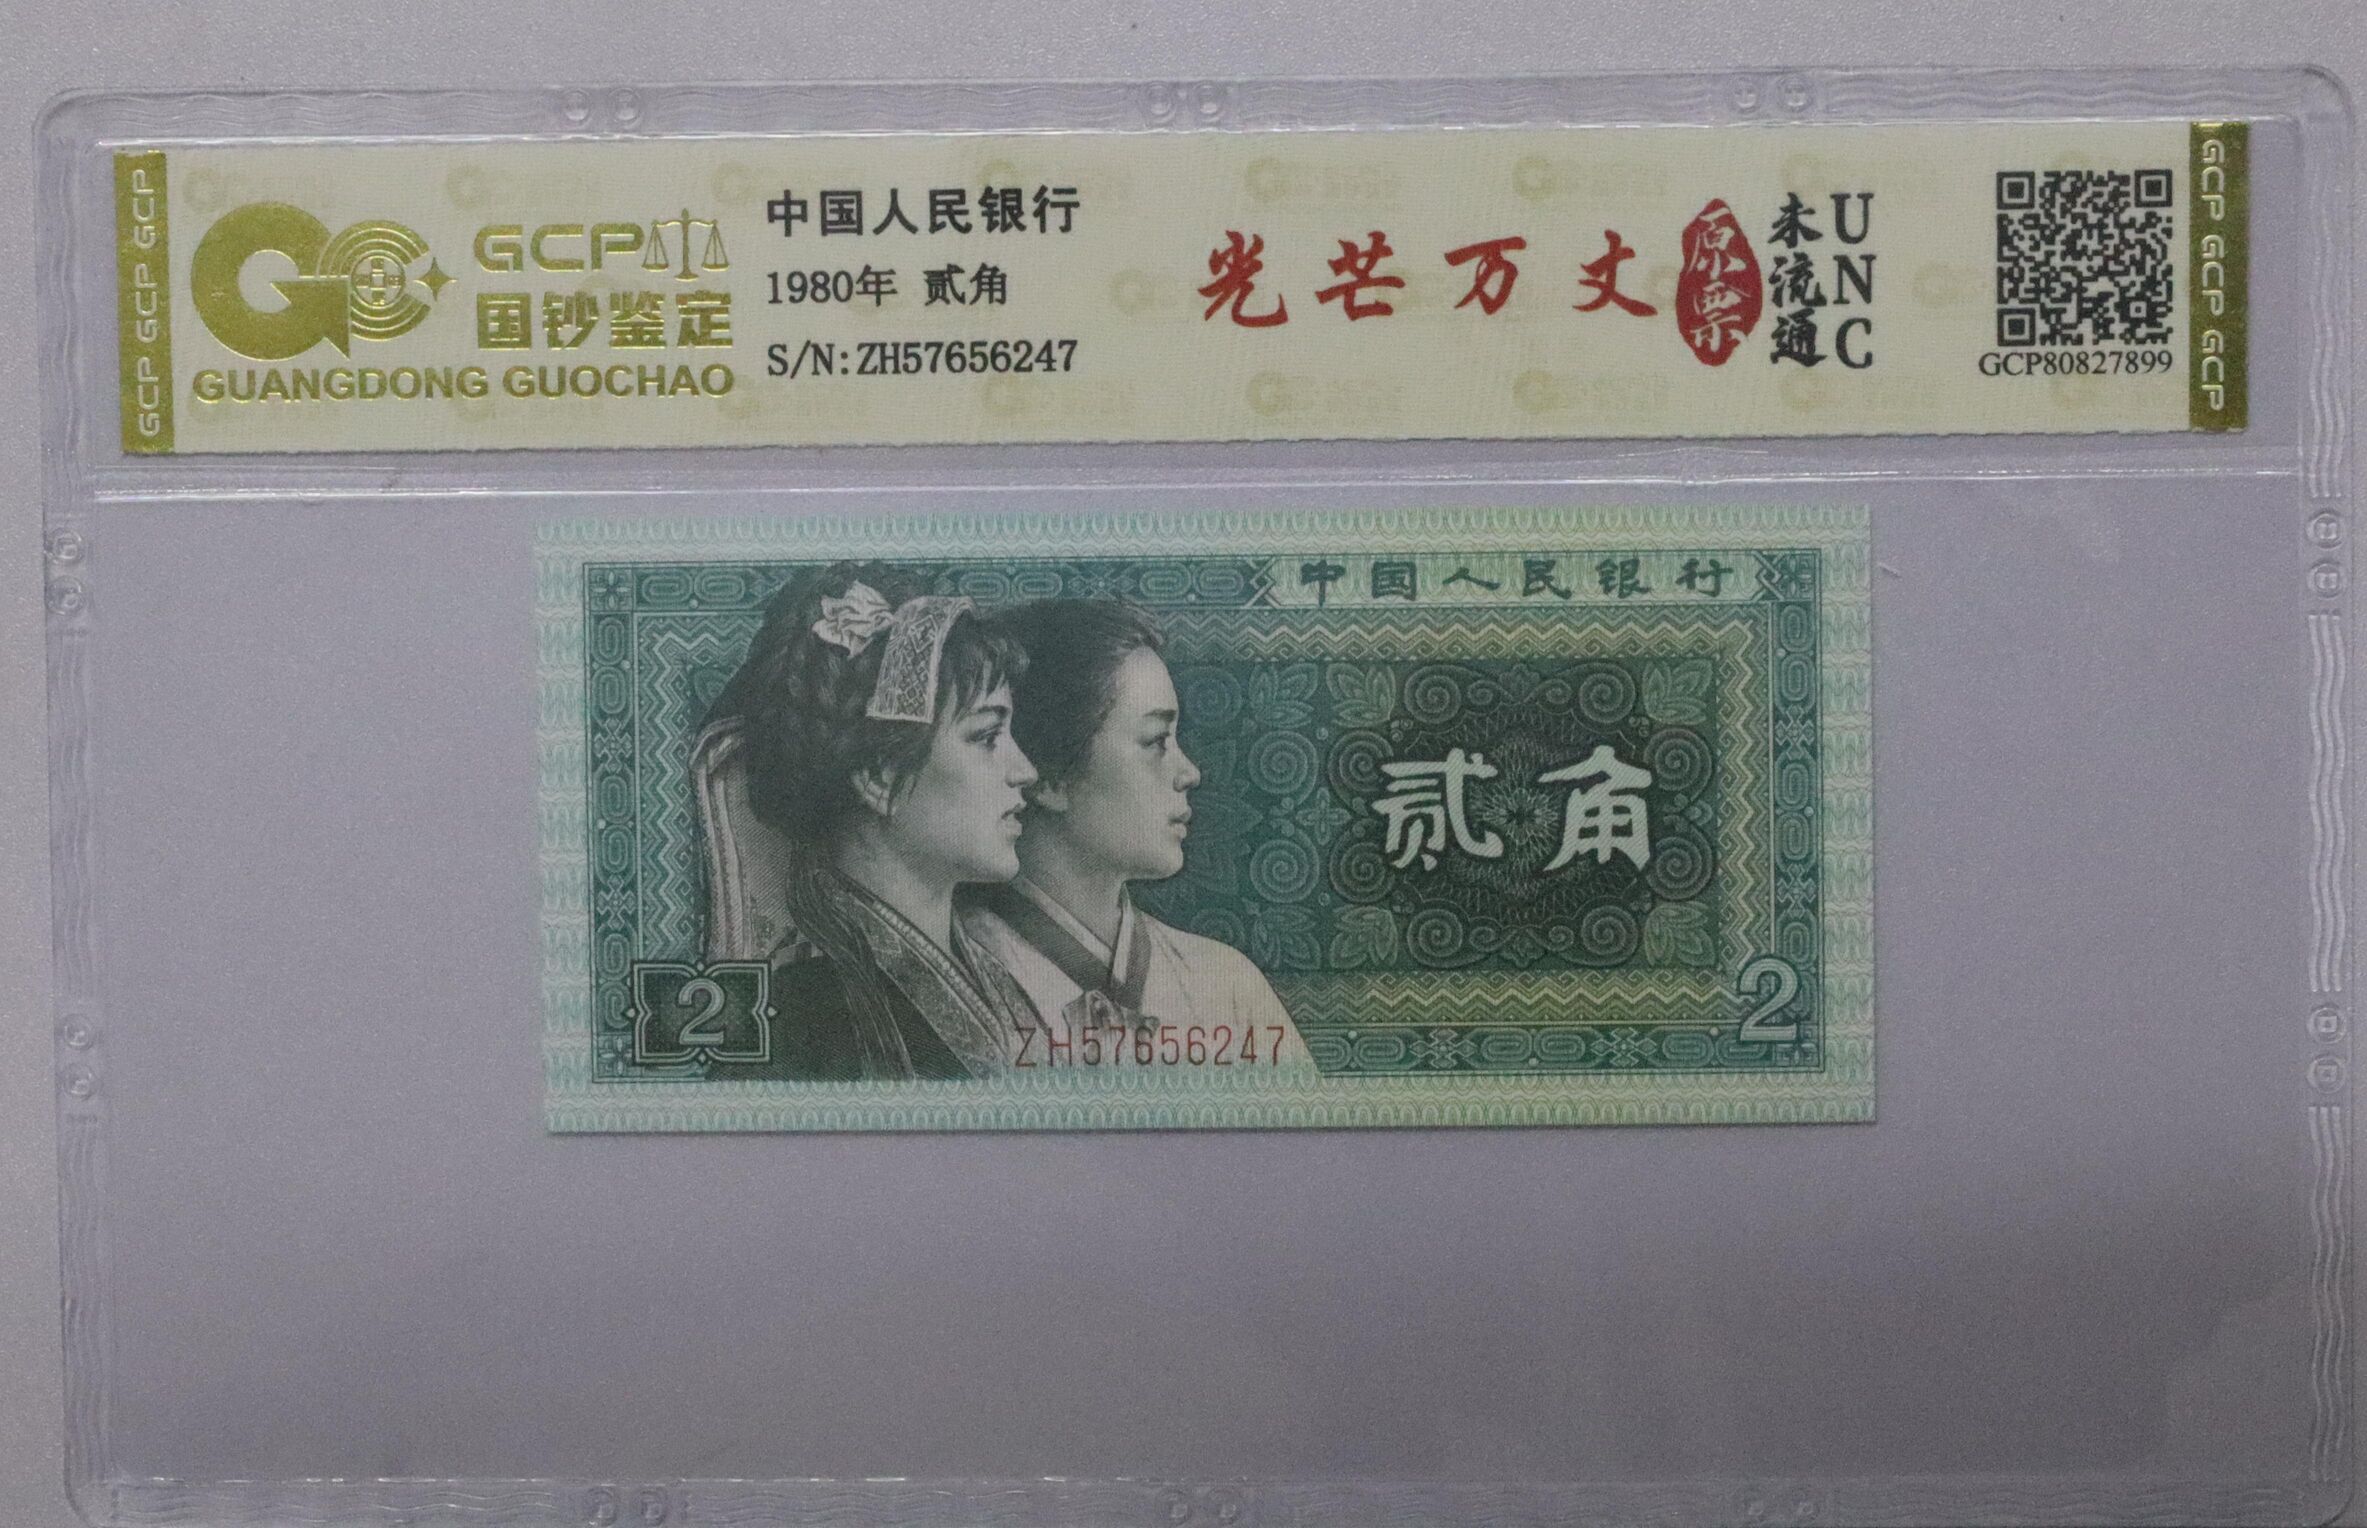 GCP GCP GCP
GCP
国钞鉴定
GUANGDONG GUOCHAO
中国人民银行
1980年 贰角
S/N:ZH57656247
光芒万丈
原票
未流通
UNC
GCP80827899
GCP GCP GCP
中国人民银行
贰角
2
ZH57656247
2